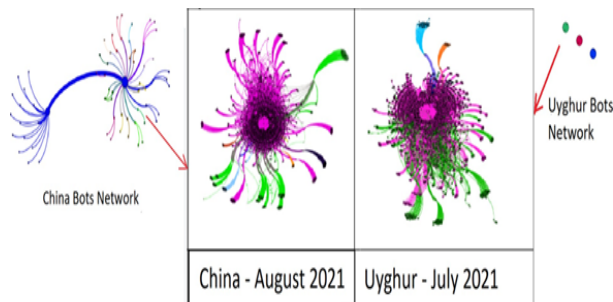 China Bots Network
Uyghur Bots
Network
China - August 2021
Uyghur - July 2021